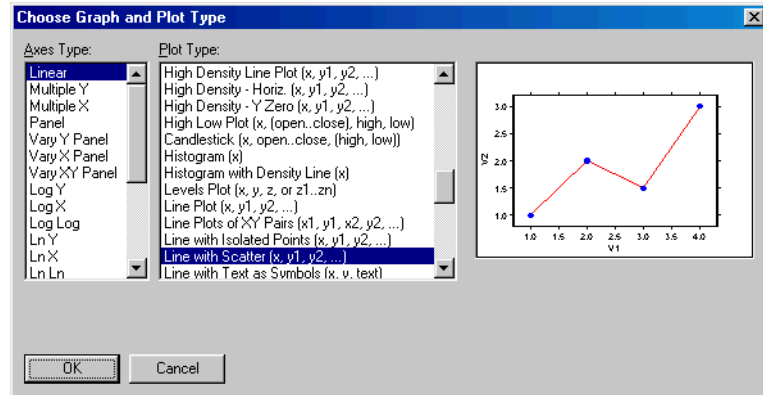 Choose Graph and Plot Type
Axes Type:
Linear
Multiple Y
Multiple X
Panel
Vary Y Panel
Vary X Panel
Vary XY Panel
Log Y
Log X
Log Log
Ln Y
Ln X
Ln Ln
Plot Type:
High Density Line Plot (x, y1, y2, ...)
High Density - Horiz. (x, y1, y2, ...)
High Density - Y Zero (x, y1, y2, ...)
High Low Plot (x, (open..close), high, low)
Candlestick (x, open..close, (high, low))
Histogram (x)
Histogram with Density Line (x)
Levels Plot (x, y, z, or z1..zn)
Line Plot (x, y1, y2, ...)
Line Plots of XY Pairs (x1, y1, x2, y2, ...)
Line with Isolated Points (x, y1, y2, ...)
Line with Scatter (x, y1, y2, ...)
Line with Text as Symbols (x, y, text)
3.0
2.5
2.0
1.5
1.0
V2
1.0 1.5 2.0 2.5 3.0 3.5 4.0
V1
OK
Cancel